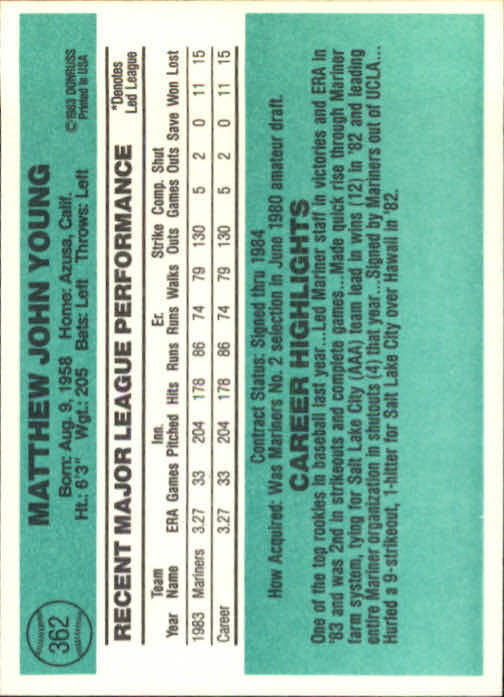 362
MATTHEW JOHN YOUNG
Born: Aug. 9, 1958 Home: Azusa, Calif.
Ht.: 6'3" Wgt.: 205 Bats: Left Throws: Left
©1983 DONRUSS
Printed in USA
RECENT MAJOR LEAGUE PERFORMANCE
*Denotes
Led League
Team Inn. Er. Strike Comp. Shut
Year Name ERA Games Pitched Hits Runs Runs Walks Outs Games Outs Save Won Lost
1983 Mariners 3.27 33 204 178 86 74 79 130 5 2 0 11 15
Career 3.27 33 204 178 86 74 79 130 5 2 0 11 15
Contract Status: Signed thru 1984
How Acquired: Was Mariners No. 2 selection in June 1980 amateur draft.
CAREER HIGHLIGHTS
One of the top rookies in baseball last year...Led Mariner staff in victories and ERA in
'83 and was 2nd in strikeouts and complete games...Made quick rise through Mariner
farm system, tying for Salt Lake City (AAA) team lead in wins (12) in '82 and leading
entire Mariner organization in shutouts (4) that year...Signed by Mariners out of UCLA...
Hurled a 9-strikeout, 1-hitter for Salt Lake City over Hawaii in '82.